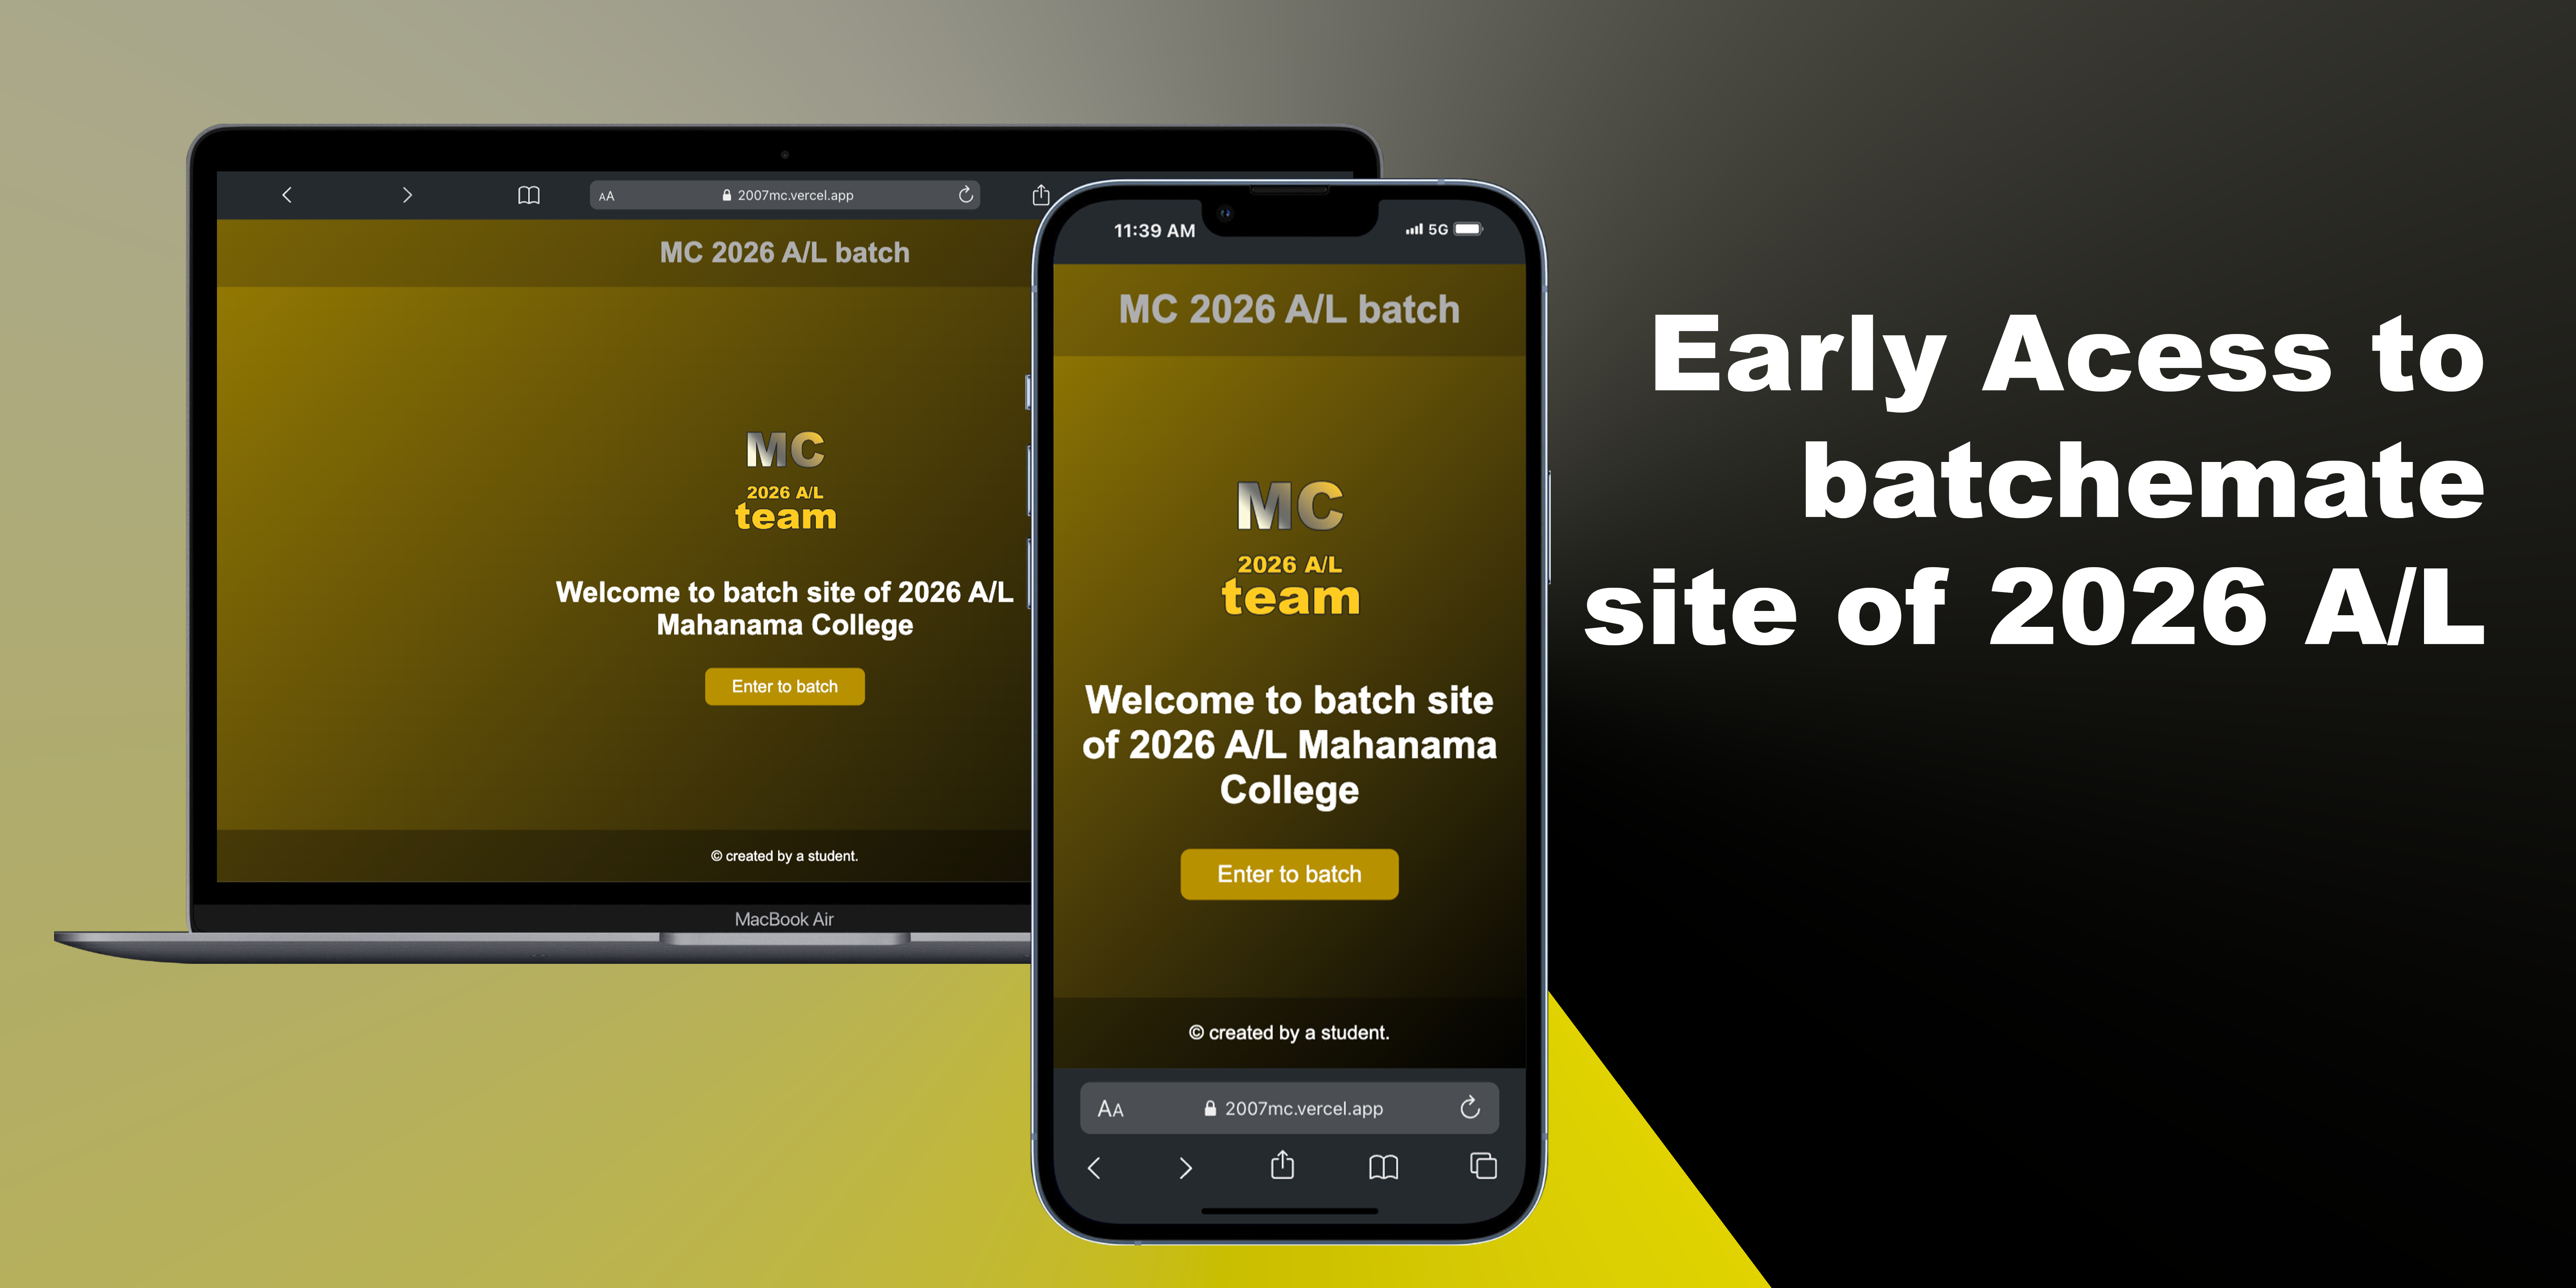 AA 2007mc.vercel.app
MC 2026 A/L batch
MC
2026 A/L
team
Welcome to batch site of 2026 A/L
Mahanama College
Enter to batch
© created by a student.
MacBook Air
11:39 AM 5G
MC 2026 A/L batch
MC
2026 A/L
team
Welcome to batch site
of 2026 A/L Mahanama
College
Enter to batch
© created by a student.
AA 2007mc.vercel.app
Early Acess to
batchemate
site of 2026 A/L